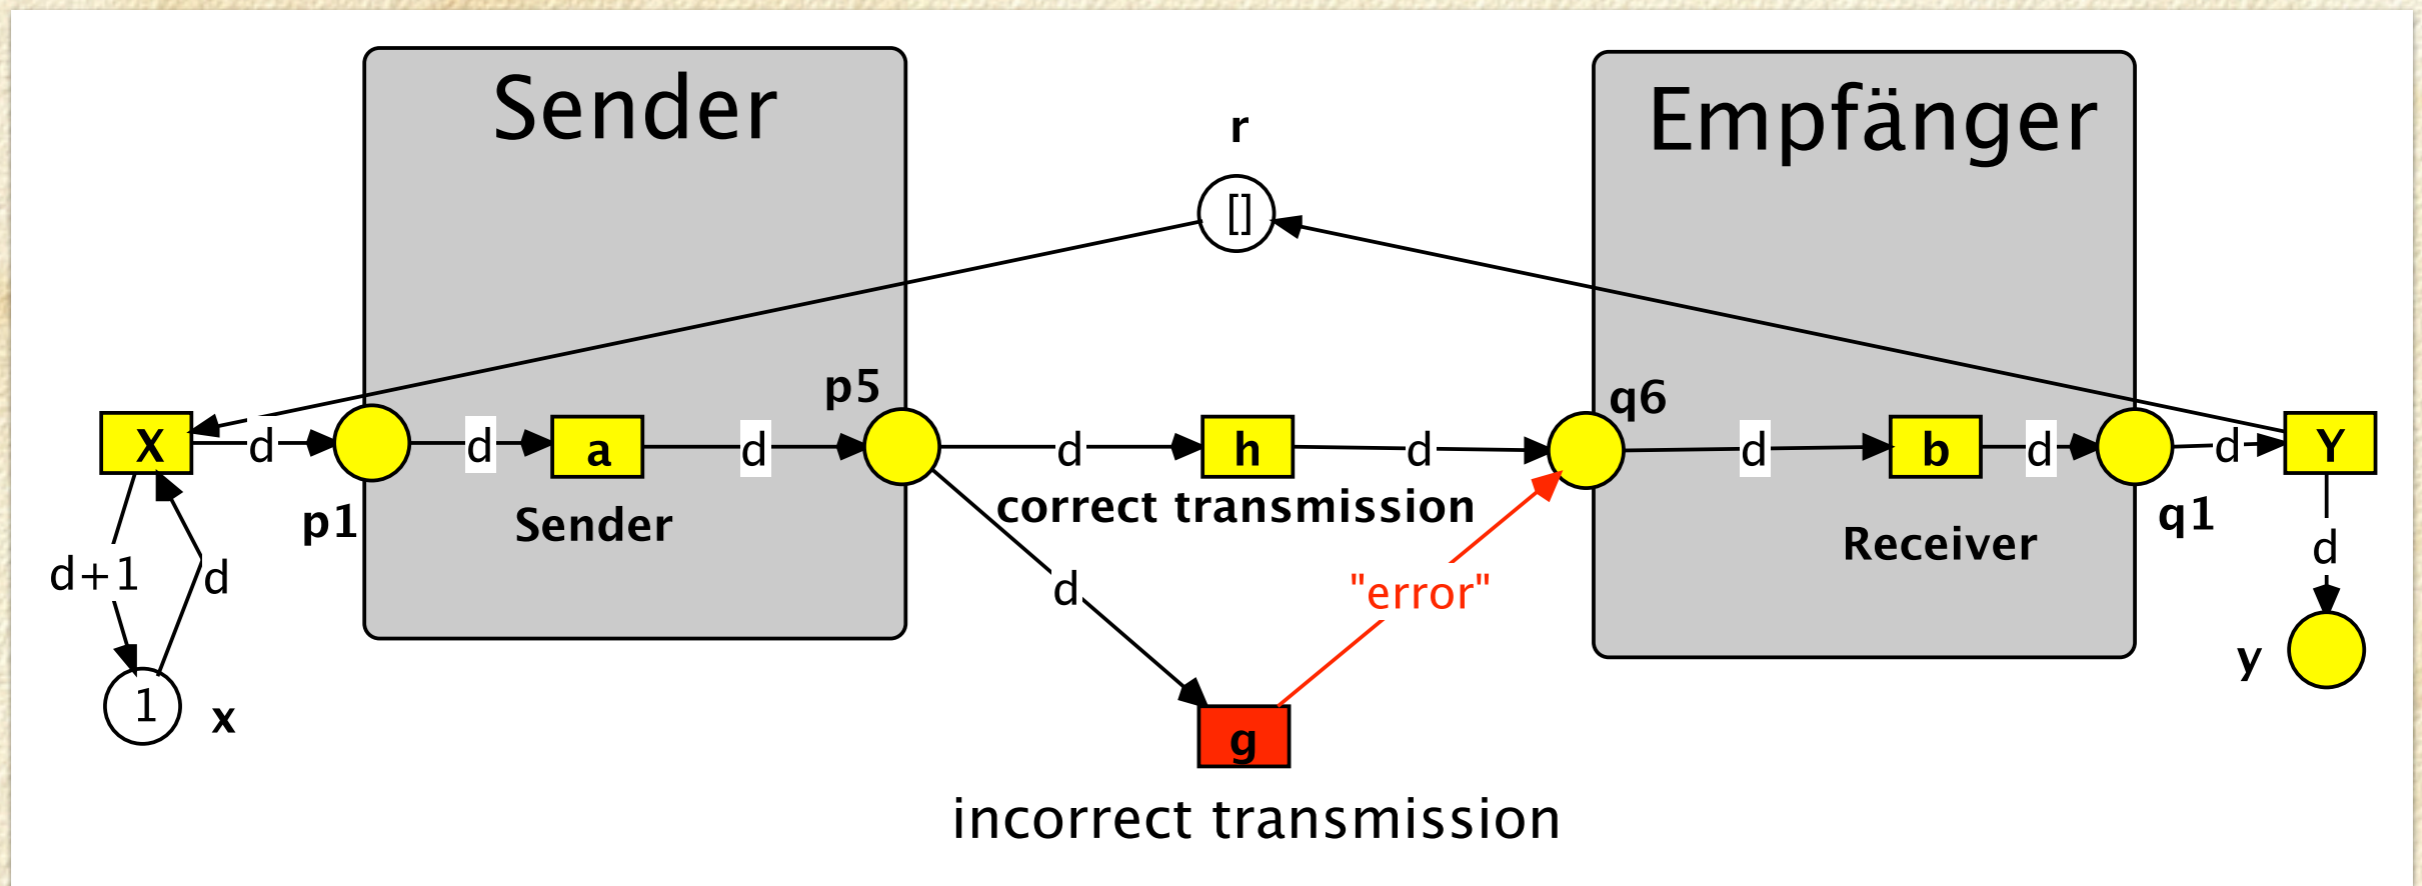 Sender
Empfänger
r
[]
p5
q6
X
d
d
a
d
d
h
d
d
b
d
d
Y
correct transmission
p1
Sender
Receiver
q1
d+1
d
d
"error"
d
1
x
g
y
incorrect transmission